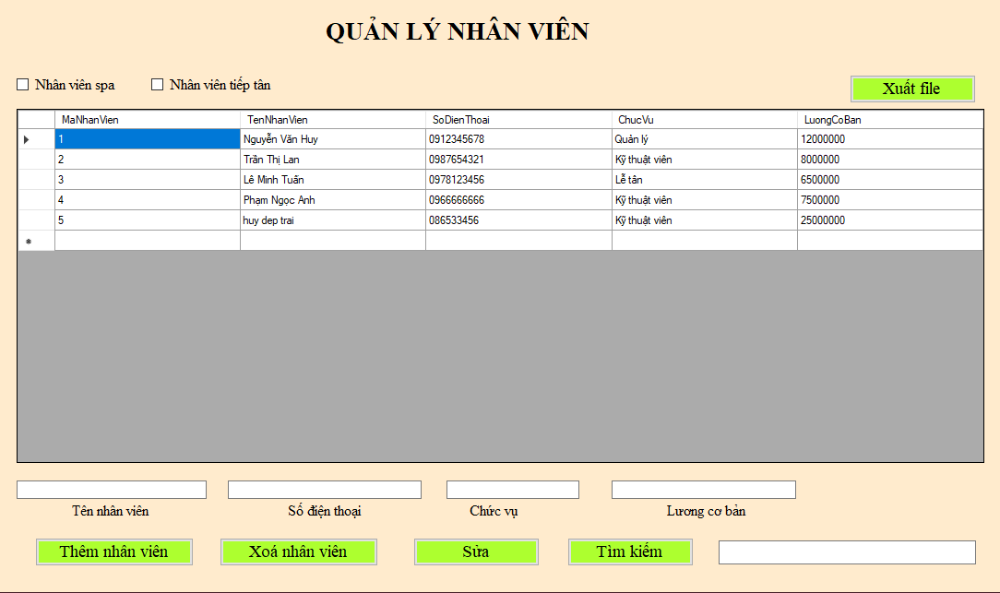 QUẢN LÝ NHÂN VIÊN
Nhân viên spa Nhân viên tiếp tân Xuất file
MaNhanVien TenNhanVien SoDienThoai ChucVu LuongCoBan
1 Nguyễn Văn Huy 0912345678 Quản lý 12000000
2 Trần Thị Lan 0987654321 Kỹ thuật viên 8000000
3 Lê Minh Tuấn 0978123456 Lễ tân 6500000
4 Phạm Ngọc Anh 0966666666 Kỹ thuật viên 7500000
5 huy dep trai 086533456 Kỹ thuật viên 25000000
Tên nhân viên Số điện thoại Chức vụ Lương cơ bản
Thêm nhân viên Xoá nhân viên Sửa Tìm kiếm